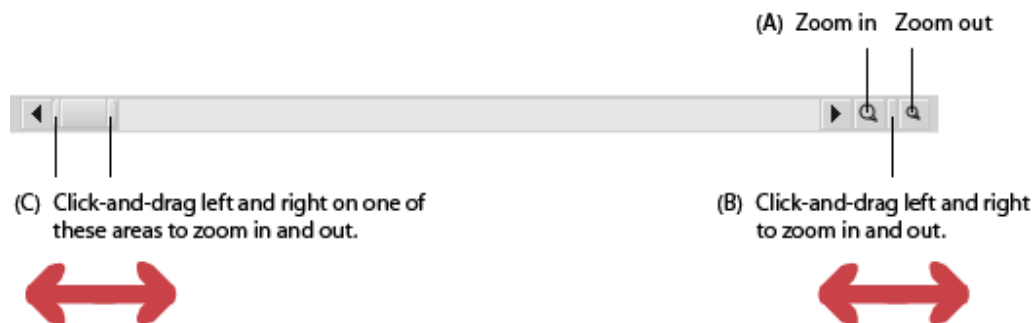 (A) Zoom in Zoom out
(C) Click-and-drag left and right on one of
these areas to zoom in and out.
(B) Click-and-drag left and right
to zoom in and out.